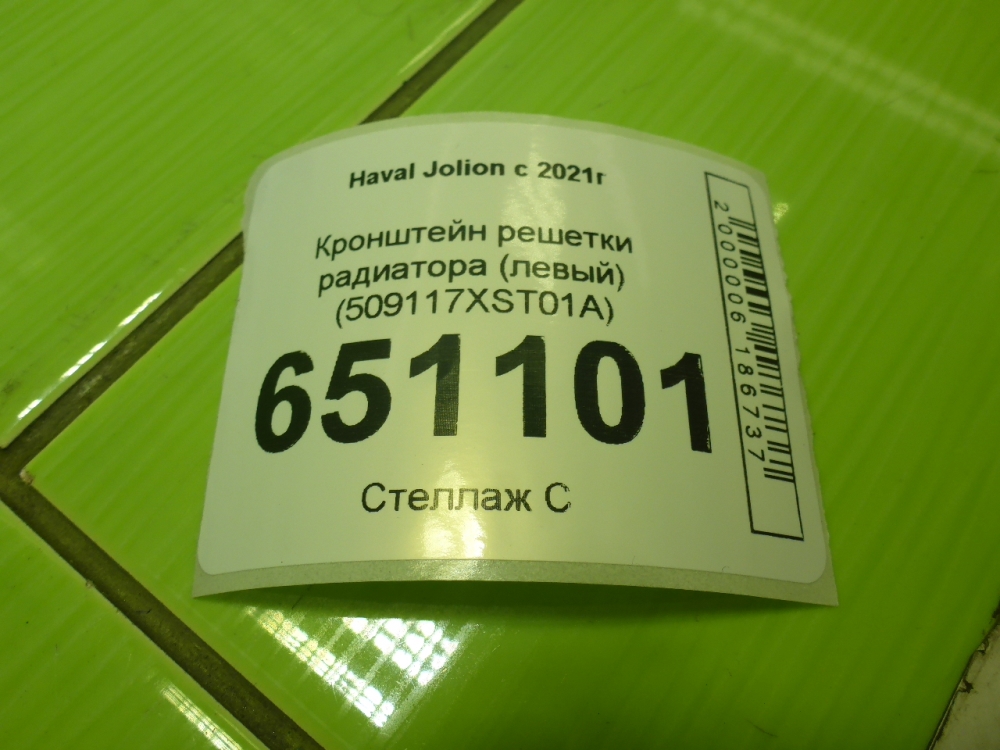 Haval Jolion с 2021г
Кронштейн решетки
радиатора (левый)
(509117XST01A)
651101
Стеллаж С
2000006186737